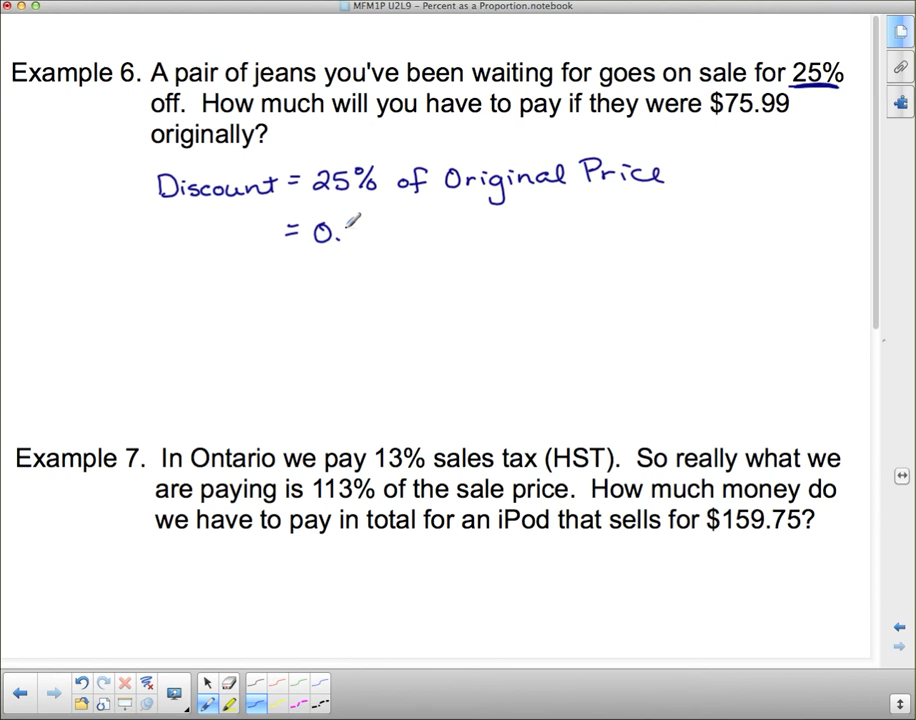 MFM1P U2L9 – Percent as a Proportion.notebook
Example 6. A pair of jeans you've been waiting for goes on sale for 25%
off. How much will you have to pay if they were $75.99
originally?
Discount = 25% of Original Price
= 0.
Example 7. In Ontario we pay 13% sales tax (HST). So really what we
are paying is 113% of the sale price. How much money do
we have to pay in total for an iPod that sells for $159.75?